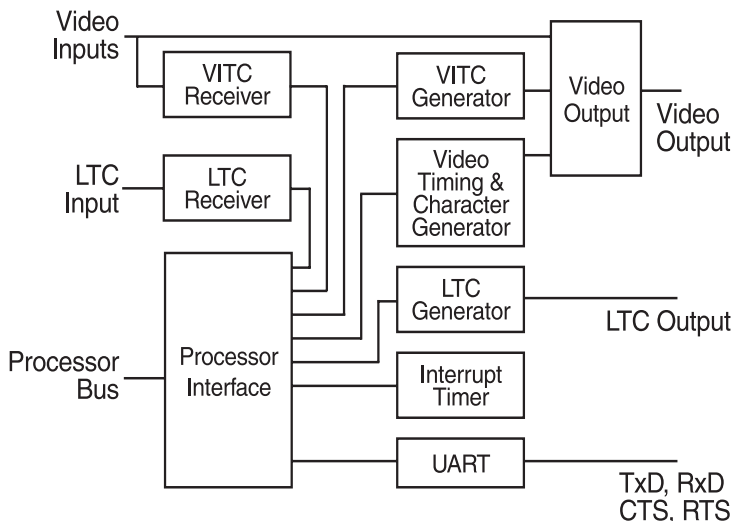 Video
Inputs
VITC
Receiver
VITC
Generator
Video
Output
Video
Output
LTC
Input
LTC
Receiver
Video
Timing &
Character
Generator
LTC
Generator
LTC Output
Processor
Bus
Processor
Interface
Interrupt
Timer
UART
TxD, RxD
CTS, RTS